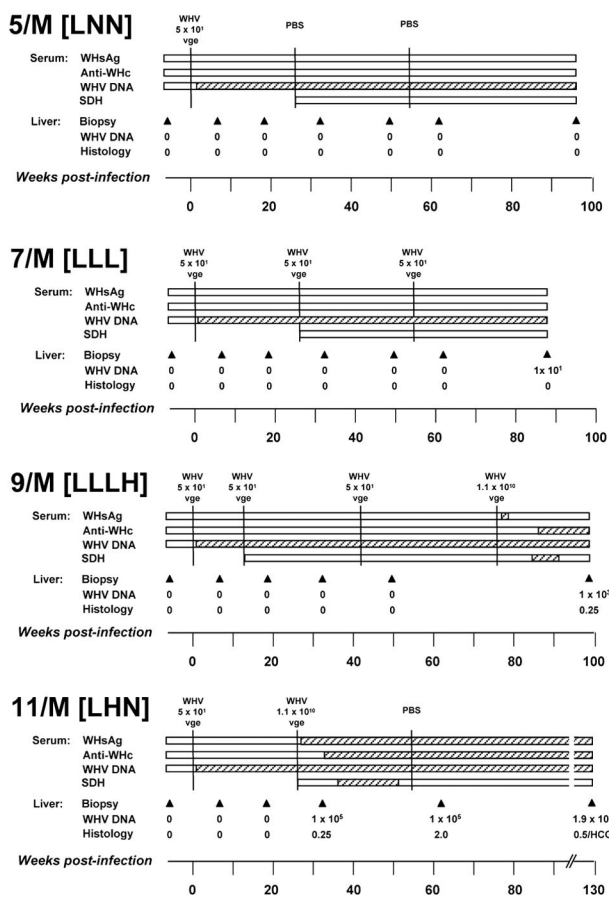 5/M [LNN]
WHV
5 x 10¹
vge
PBS
PBS
Serum: WHsAg
Anti-WHc
WHV DNA
SDH
Liver: Biopsy
WHV DNA 0 0 0 0 0 0 0
Histology 0 0 0 0 0 0 0
Weeks post-infection
0 20 40 60 80 100
7/M [LLL]
WHV
5 x 10¹
vge
WHV
5 x 10¹
vge
WHV
5 x 10¹
vge
Serum: WHsAg
Anti-WHc
WHV DNA
SDH
Liver: Biopsy
WHV DNA 0 0 0 0 0 0 1x 10¹
Histology 0 0 0 0 0 0 0
Weeks post-infection
0 20 40 60 80 100
9/M [LLLH]
WHV
5 x 10¹
vge
WHV
5 x 10¹
vge
WHV
5 x 10¹
vge
WHV
1.1 x 10¹⁰
vge
Serum: WHsAg
Anti-WHc
WHV DNA
SDH
Liver: Biopsy
WHV DNA 0 0 0 0 0 1 x
Histology 0 0 0 0 0 0.25
Weeks post-infection
0 20 40 60 80 100
11/M [LHN]
WHV
5 x 10¹
vge
WHV
1.1 x 10¹⁰
vge
PBS
Serum: WHsAg
Anti-WHc
WHV DNA
SDH
Liver: Biopsy
WHV DNA 0 0 0 1 x 10⁵ 1 x 10⁵ 1.9 x 10
Histology 0 0 0 0.25 2.0 0.5/HCC
Weeks post-infection
0 20 40 60 80 130